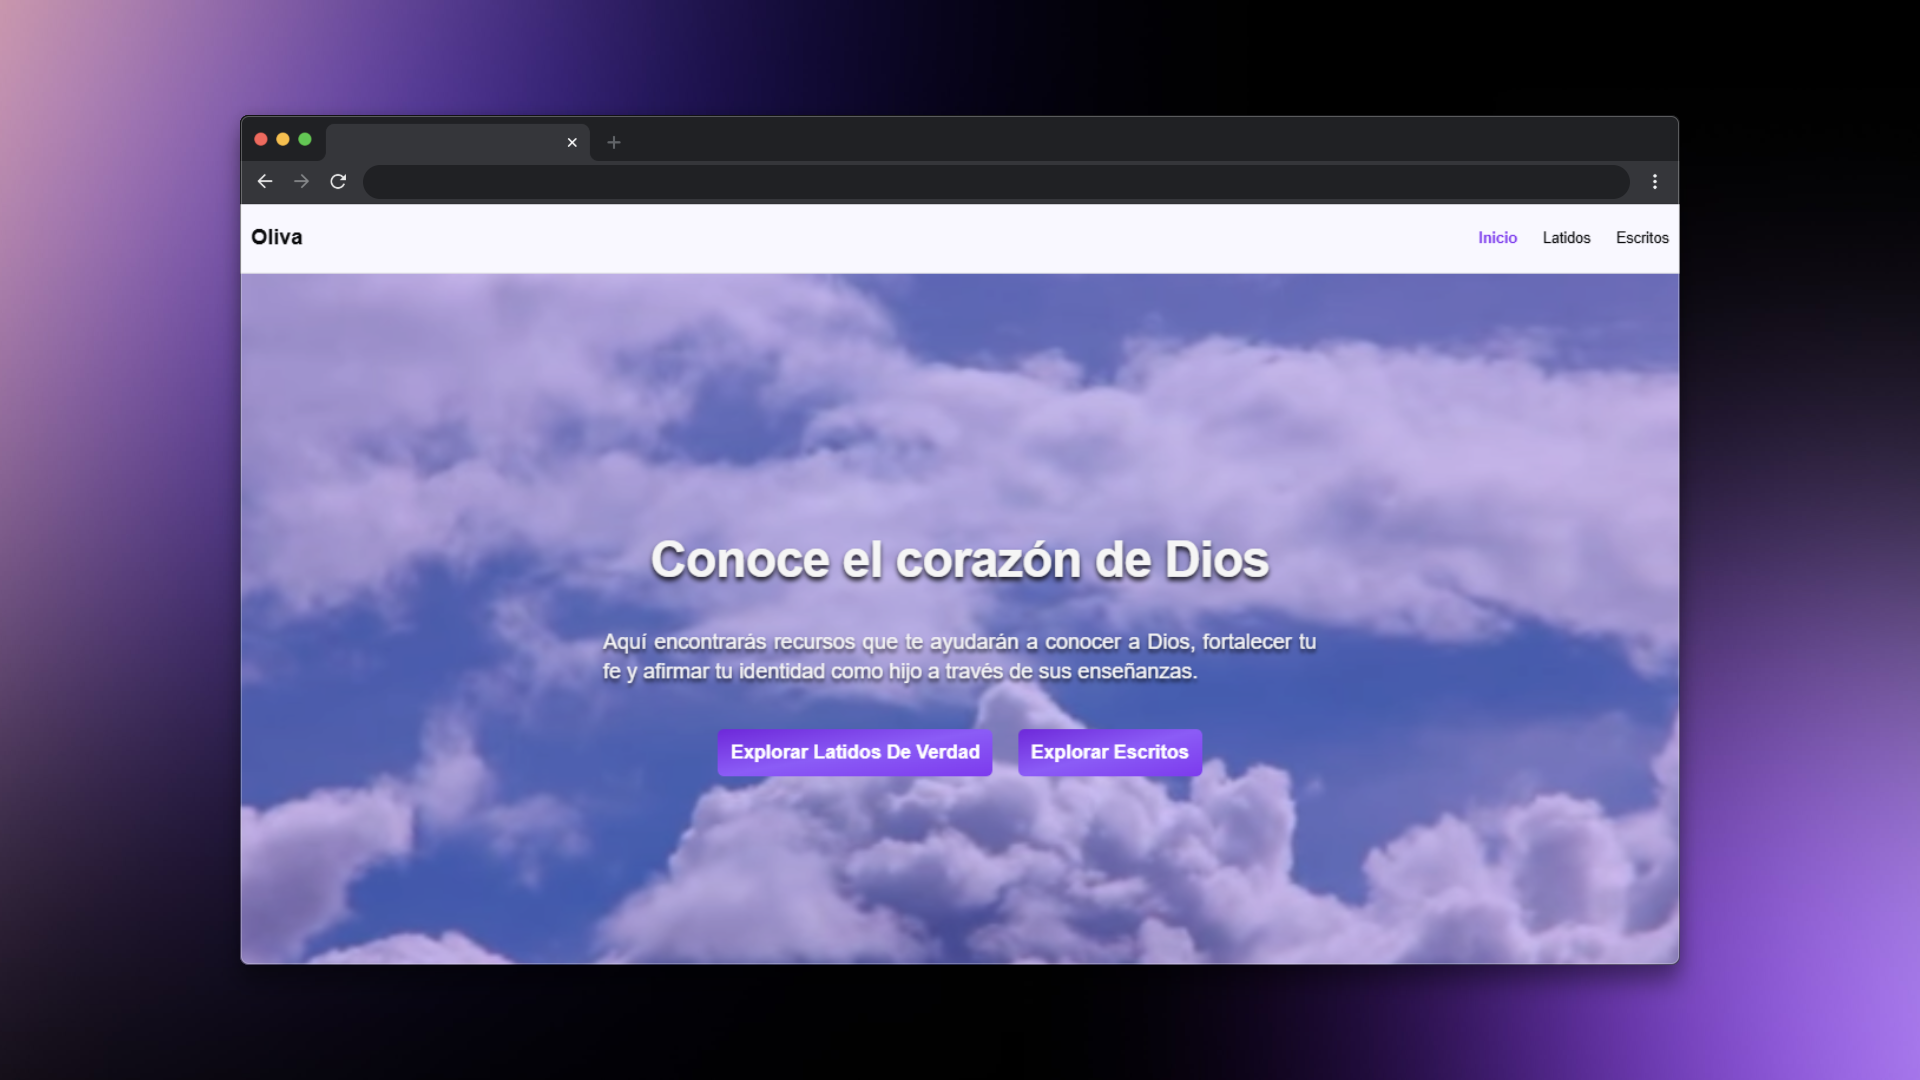 Oliva
Inicio Latidos Escritos
Conoce el corazón de Dios
Aquí encontrarás recursos que te ayudarán a conocer a Dios, fortalecer tu
fe y afirmar tu identidad como hijo a través de sus enseñanzas.
Explorar Latidos De Verdad Explorar Escritos